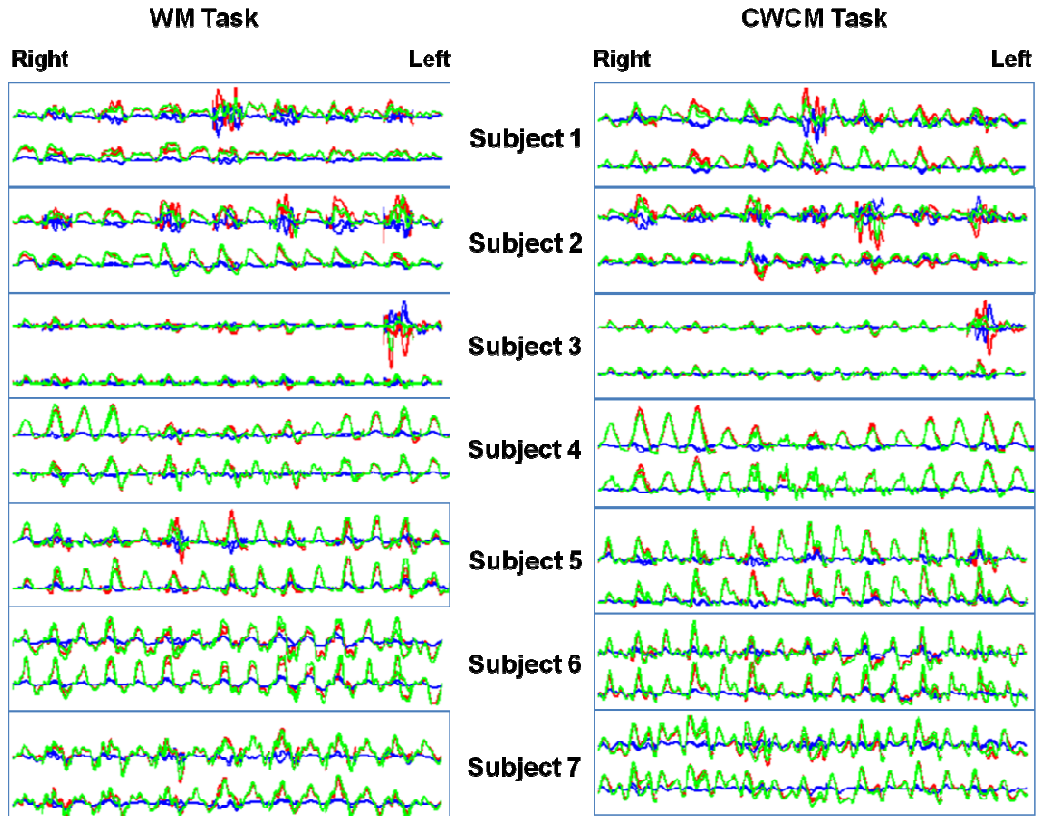 WM Task
CWCM Task
Right
Left
Right
Left
Subject 1
Subject 2
Subject 3
Subject 4
Subject 5
Subject 6
Subject 7